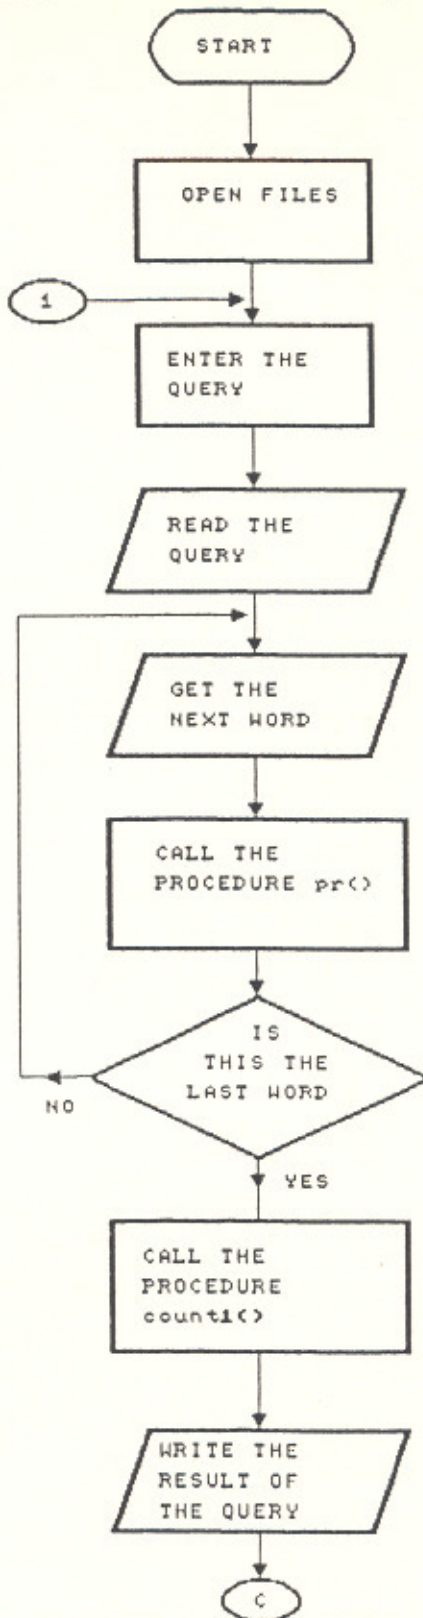 START
OPEN FILES
1
ENTER THE
QUERY
READ THE
QUERY
GET THE
NEXT WORD
CALL THE
PROCEDURE pr()
IS
THIS THE
LAST WORD
NO
YES
CALL THE
PROCEDURE
count1()
WRITE THE
RESULT OF
THE QUERY
C